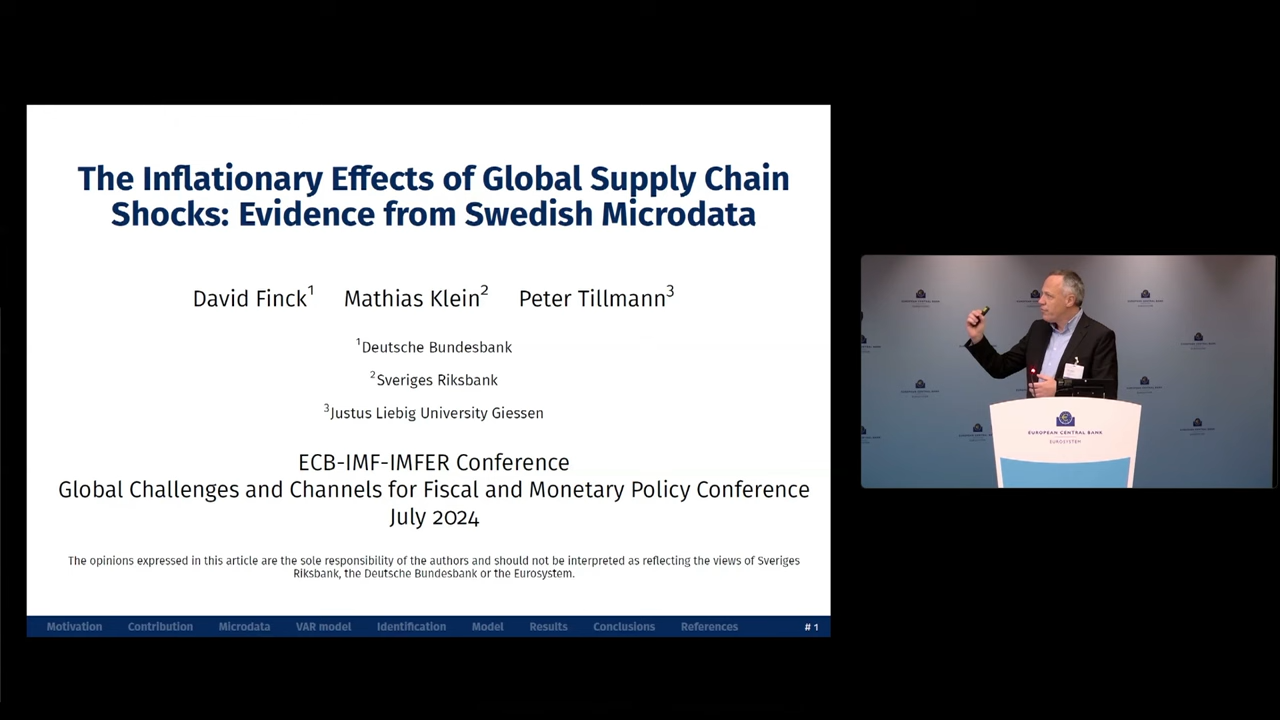 The Inflationary Effects of Global Supply Chain
Shocks: Evidence from Swedish Microdata
David Finck¹ Mathias Klein² Peter Tillmann³
¹Deutsche Bundesbank
²Sveriges Riksbank
³Justus Liebig University Giessen
ECB-IMF-IMFER Conference
Global Challenges and Channels for Fiscal and Monetary Policy Conference
July 2024
The opinions expressed in this article are the sole responsibility of the authors and should not be interpreted as reflecting the views of Sveriges
Riksbank, the Deutsche Bundesbank or the Eurosystem.
Motivation Contribution Microdata VAR model Identification Model Results Conclusions References # 1
EUROPEAN CENTRAL BANK
EUROSYSTEM